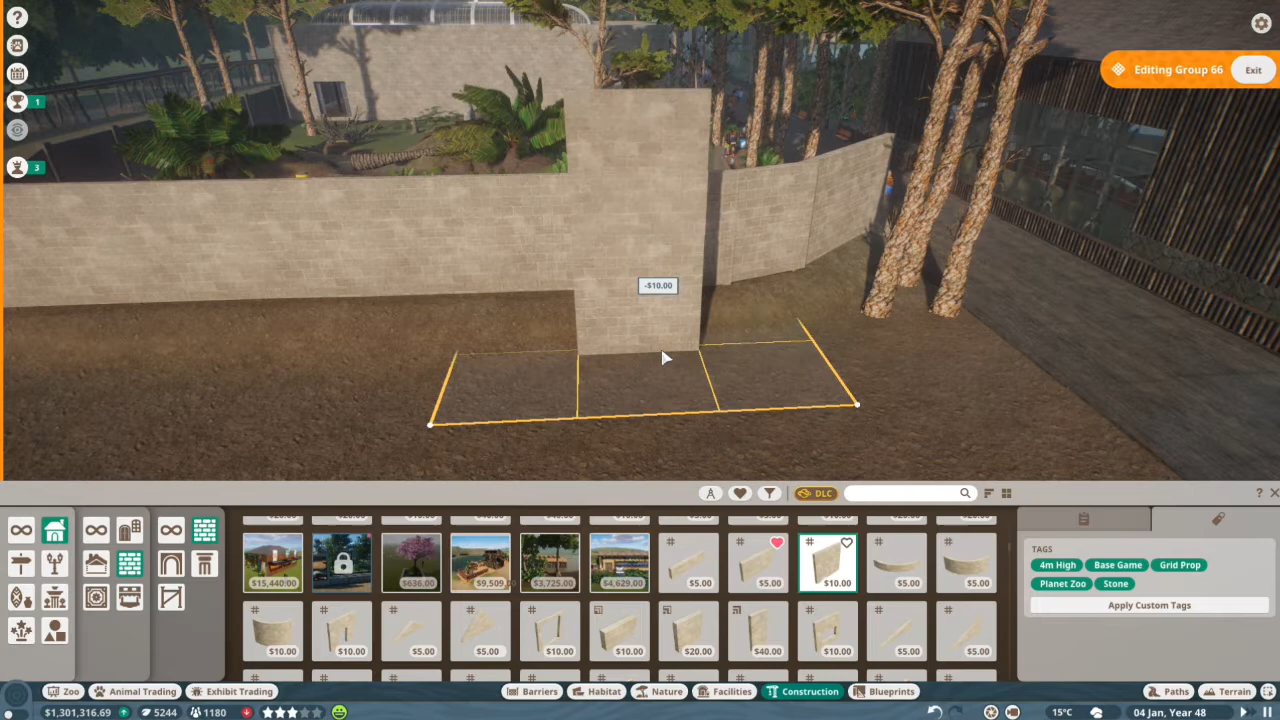 ?
Editing Group 66
Exit
1
3
-$10.00
DLC
?
$15,440.00
$636.00
$9,509
$3,725.00
$4,629.00
$5.00
$5.00
$10.00
$5.00
$5.00
TAGS
4m High
Base Game
Grid Prop
Planet Zoo
Stone
Apply Custom Tags
$10.00
$10.00
$5.00
$5.00
$10.00
$10.00
$20.00
$40.00
$10.00
$5.00
$5.00
Zoo
Animal Trading
Exhibit Trading
Barriers
Habitat
Nature
Facilities
Construction
Blueprints
Paths
Terrain
$1,301,316.69
5244
1180
15°C
04 Jan, Year 48